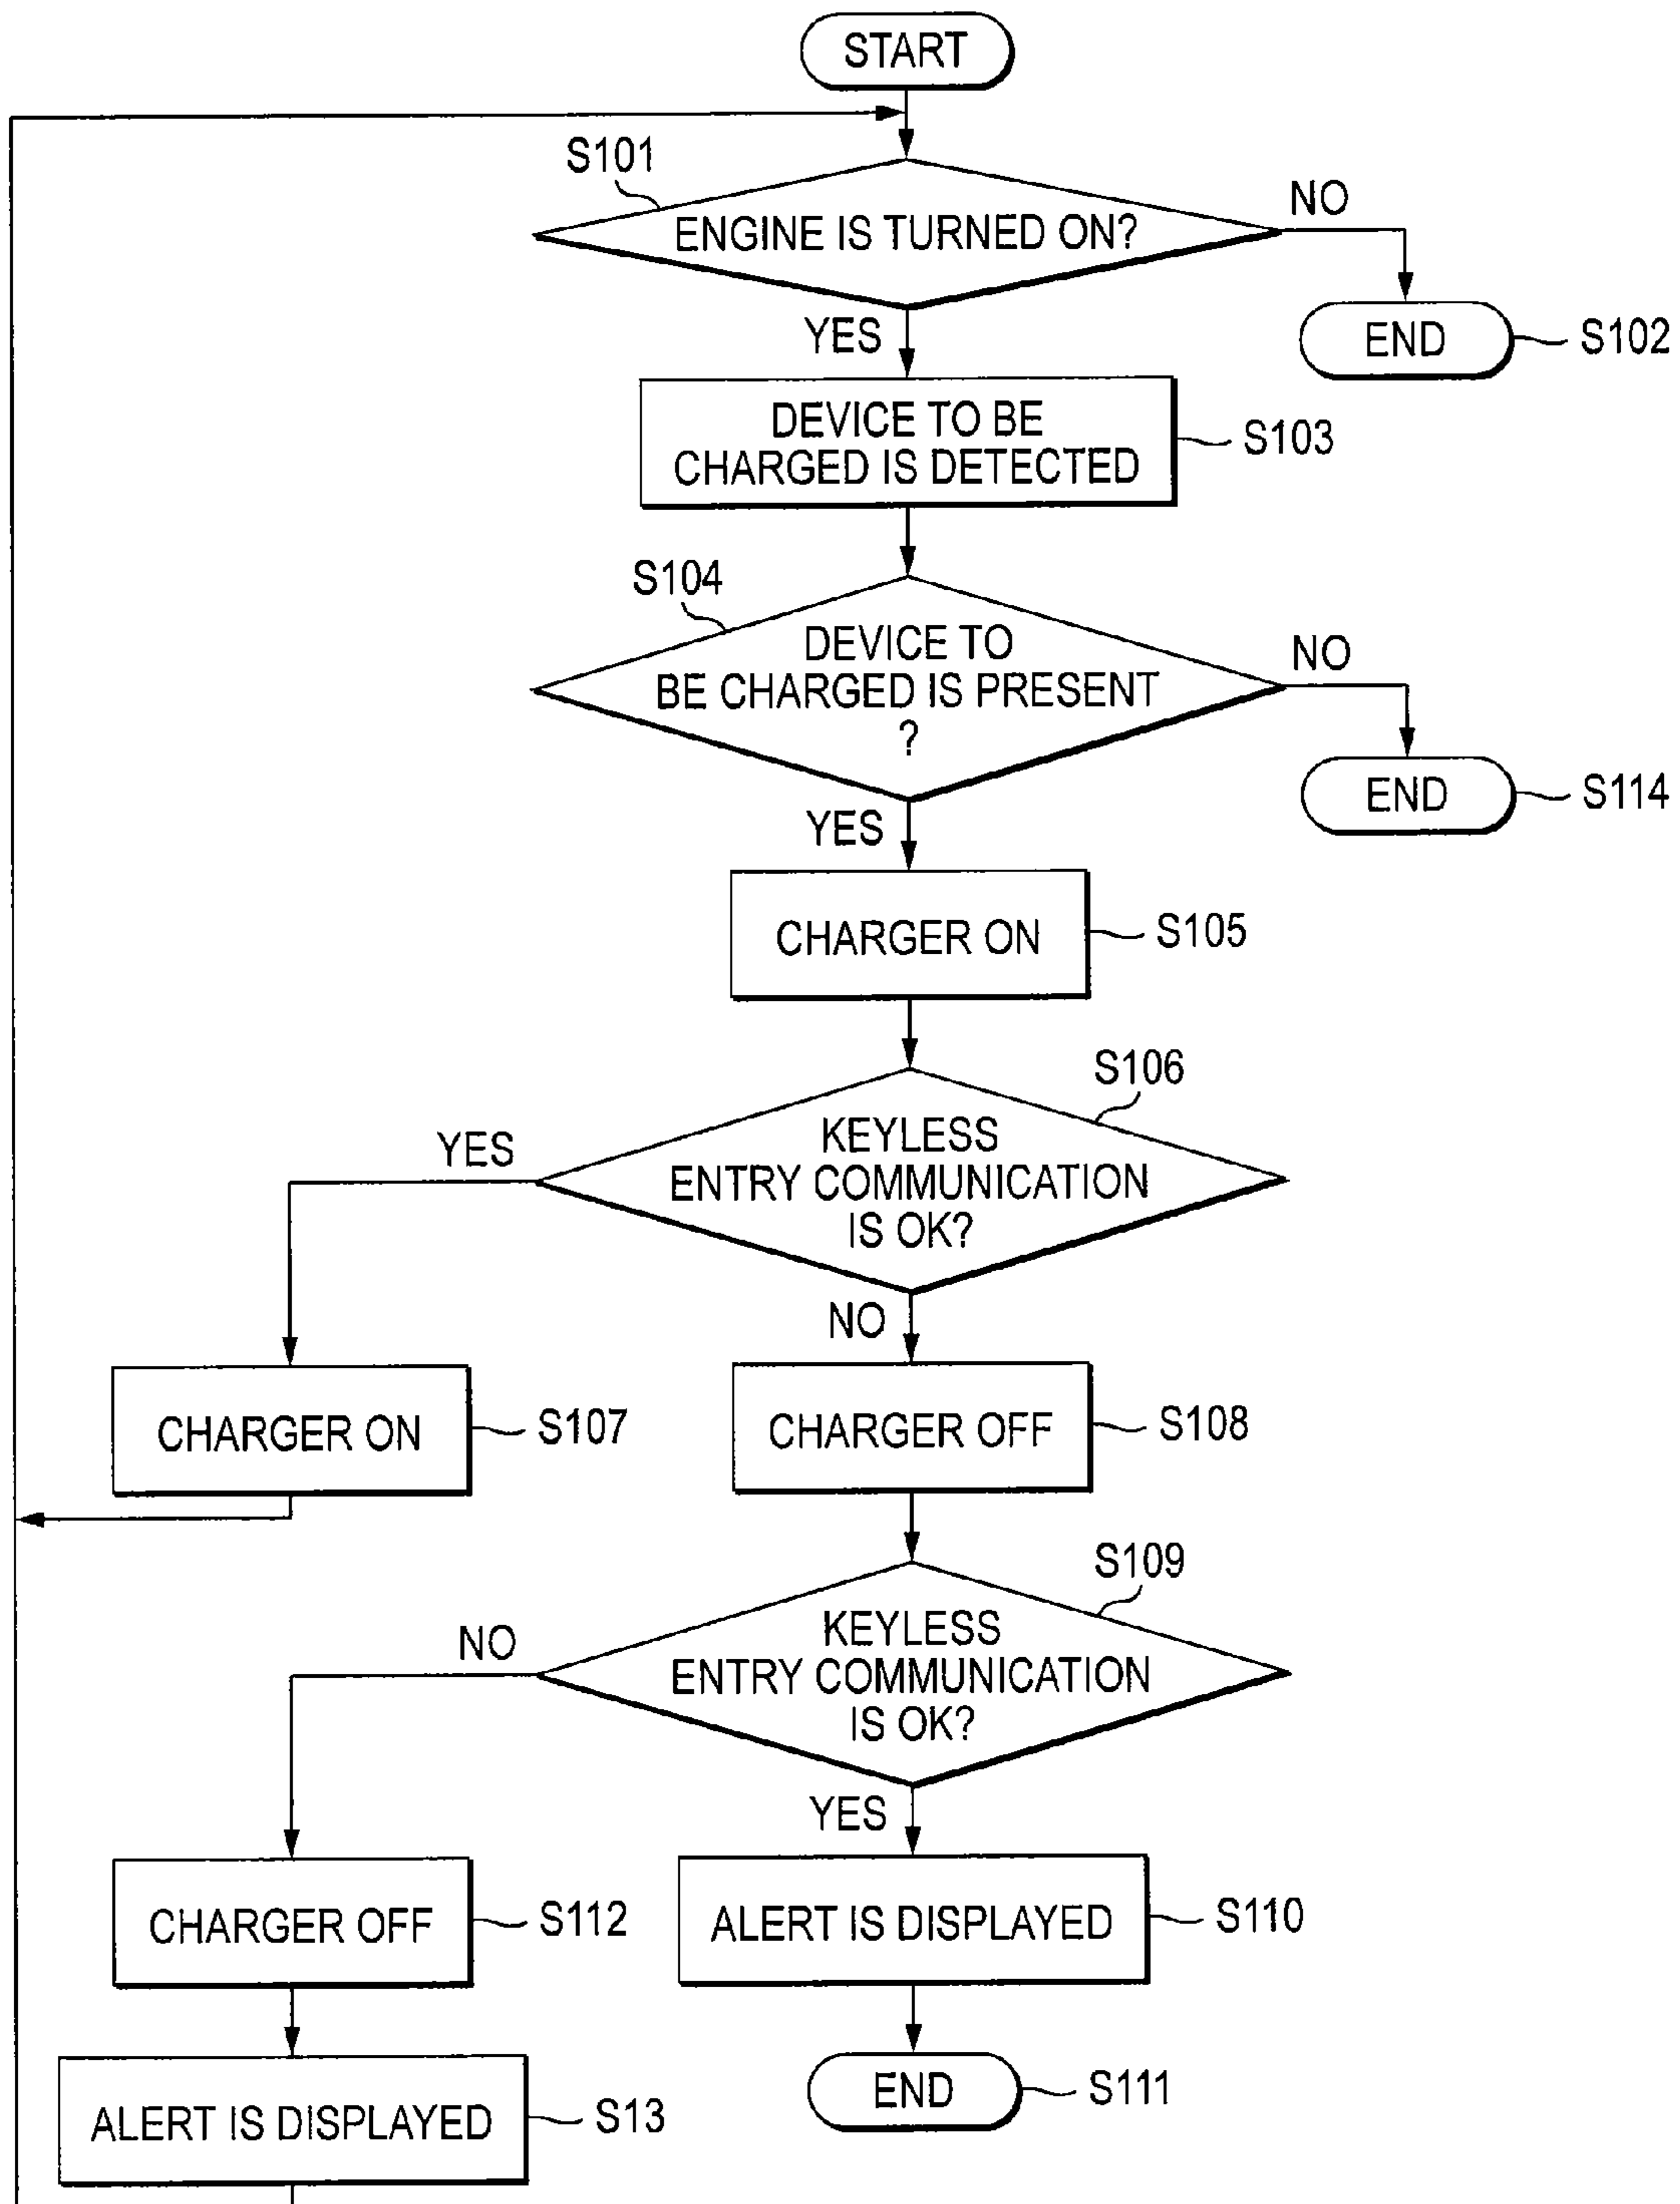 START
S101
ENGINE IS TURNED ON?
NO
YES
END
S102
DEVICE TO BE
CHARGED IS DETECTED
S103
S104
DEVICE TO
BE CHARGED IS PRESENT
?
NO
YES
END
S114
CHARGER ON
S105
S106
KEYLESS
ENTRY COMMUNICATION
IS OK?
YES
NO
CHARGER ON
S107
CHARGER OFF
S108
S109
KEYLESS
ENTRY COMMUNICATION
IS OK?
NO
YES
CHARGER OFF
S112
ALERT IS DISPLAYED
S110
END
S111
ALERT IS DISPLAYED
S13